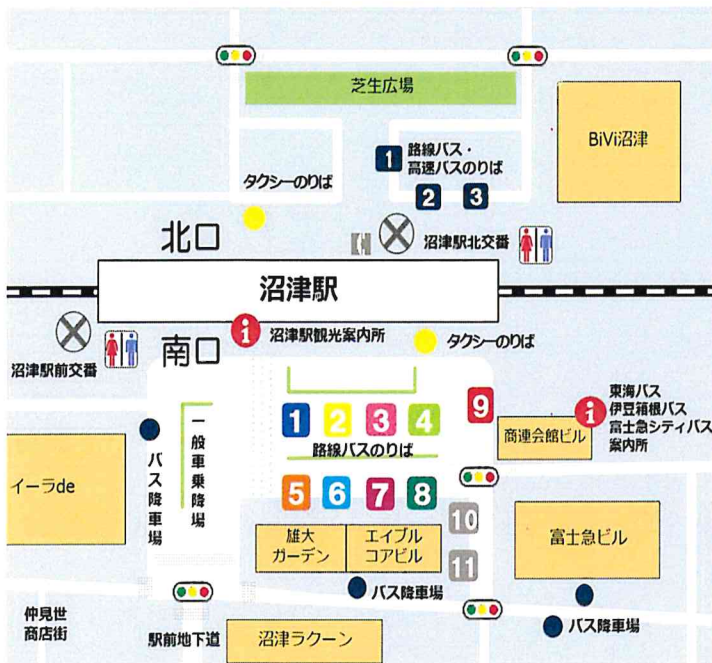 芝生広場
BiVi沼津
1
路線バス・
高速バスのりば
2
3
タクシーのりば
北口
沼津駅北交番
沼津駅
沼津駅前交番
南口
i
沼津駅観光案内所
タクシーのりば
1
2
3
4
9
路線バスのりば
5
6
7
8
10
11
商連会館ビル
i
東海バス
伊豆箱根バス
富士急シティバス
案内所
イーラde
バス降車場
一般車乗降場
雄大
ガーデン
エイブル
コアビル
富士急ビル
バス降車場
バス降車場
仲見世
商店街
駅前地下道
沼津ラクーン